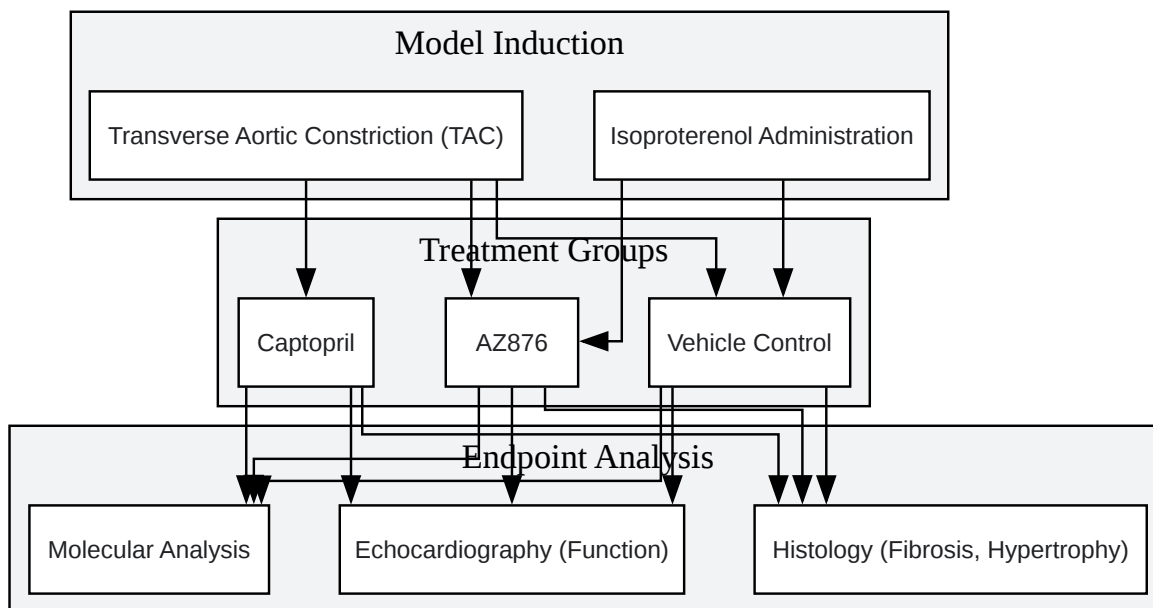 Model Induction
Transverse Aortic Constriction (TAC)
Isoproterenol Administration
Treatment Groups
Captopril
AZ876
Vehicle Control
Endpoint Analysis
Molecular Analysis
Echocardiography (Function)
Histology (Fibrosis, Hypertrophy)